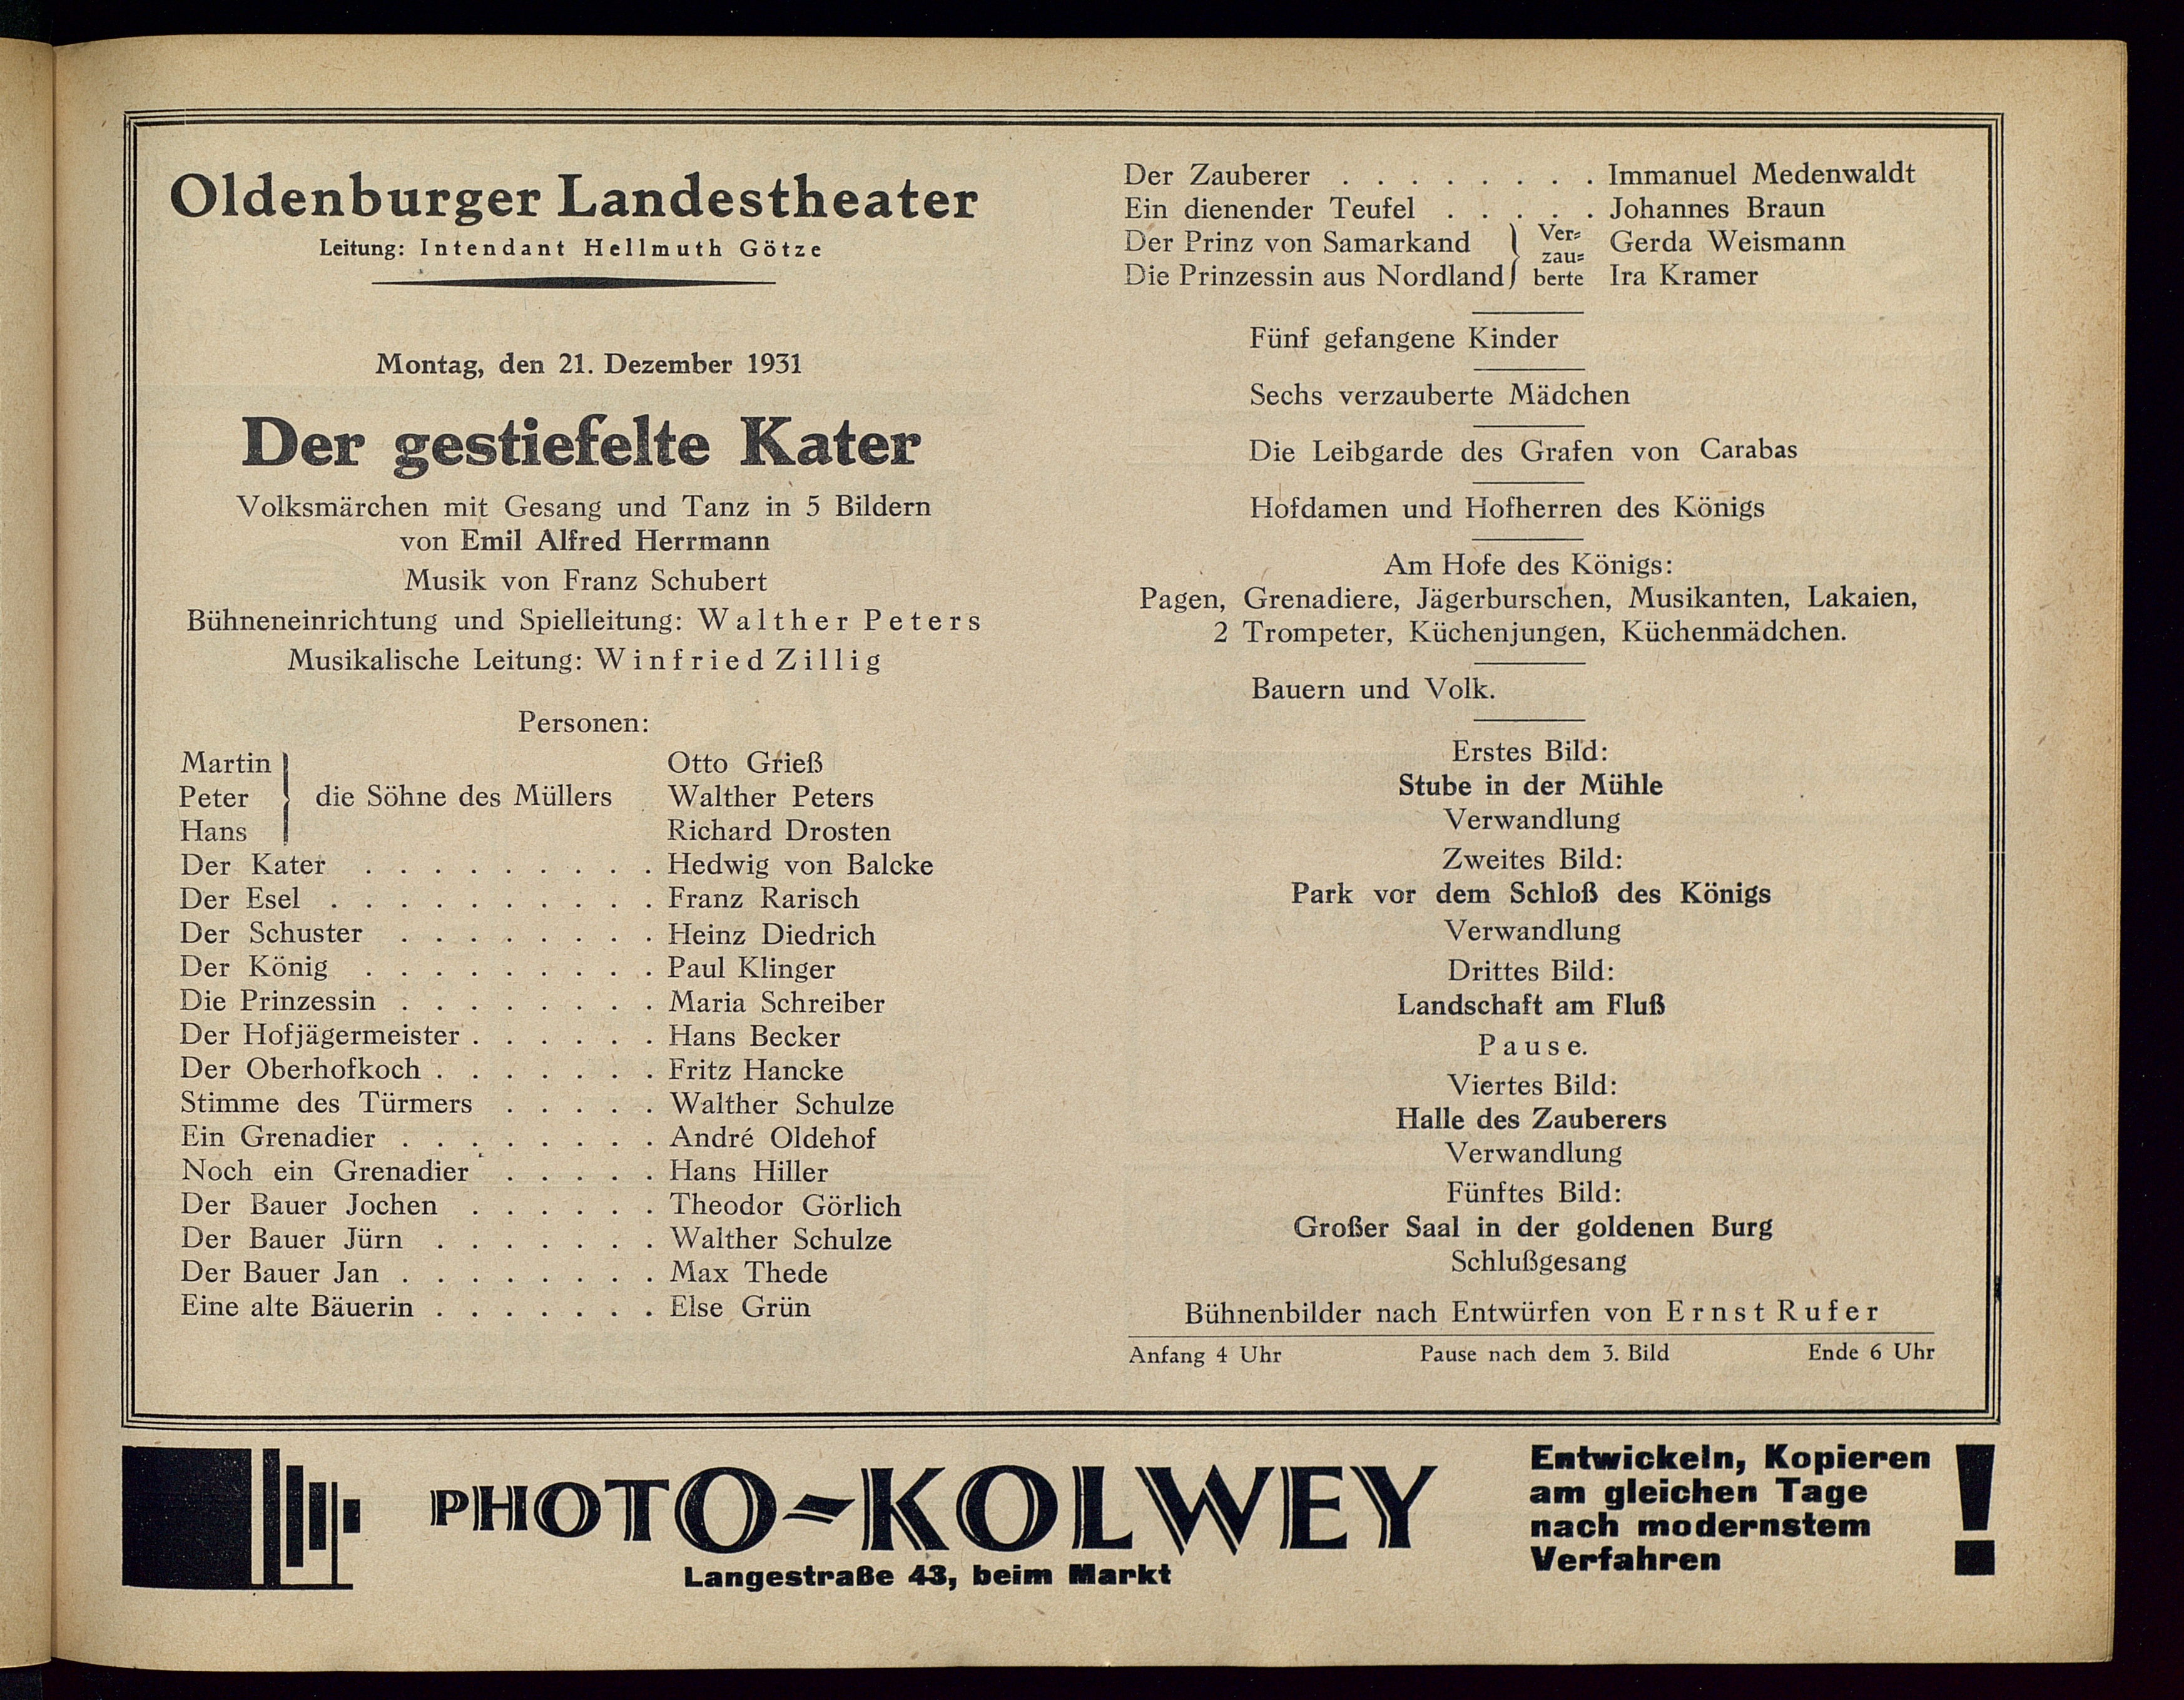 Oldenburger Landestheater
Leitung: Intendant Hellmuth Götze
Montag, den 21. Dezember 1931
Der gestiefelte Kater
Volksmärchen mit Gesang und Tanz in 5 Bildern
von Emil Alfred Herrmann
Musik von Franz Schubert
Bühneneinrichtung und Spielleitung: Walther Peters
Musikalische Leitung: Winfried Zillig
Personen:
Martin } Otto Grieß
Peter } die Söhne des Müllers Walther Peters
Hans } Richard Drosten
Der Kater . . . . . . . . . Hedwig von Balcke
Der Esel . . . . . . . . . . Franz Rarisch
Der Schuster . . . . . . . . Heinz Diedrich
Der König . . . . . . . . . Paul Klinger
Die Prinzessin . . . . . . . . Maria Schreiber
Der Hofjägermeister . . . . . . Hans Becker
Der Oberhofkoch . . . . . . . Fritz Hancke
Stimme des Türmers . . . . . Walther Schulze
Ein Grenadier . . . . . . . . André Oldehof
Noch ein Grenadier . . . . . Hans Hiller
Der Bauer Jochen . . . . . . Theodor Görlich
Der Bauer Jürn . . . . . . . Walther Schulze
Der Bauer Jan . . . . . . . . Max Thede
Eine alte Bäuerin . . . . . . . Else Grün
Der Zauberer . . . . . . . . Immanuel Medenwaldt
Ein dienender Teufel . . . . . Johannes Braun
Der Prinz von Samarkand } Ver= Gerda Weismann
zau=
Die Prinzessin aus Nordland } berte Ira Kramer
Fünf gefangene Kinder
Sechs verzauberte Mädchen
Die Leibgarde des Grafen von Carabas
Hofdamen und Hofherren des Königs
Am Hofe des Königs:
Pagen, Grenadiere, Jägerburschen, Musikanten, Lakaien,
2 Trompeter, Küchenjungen, Küchenmädchen.
Bauern und Volk.
Erstes Bild:
Stube in der Mühle
Verwandlung
Zweites Bild:
Park vor dem Schloß des Königs
Verwandlung
Drittes Bild:
Landschaft am Fluß
Pause.
Viertes Bild:
Halle des Zauberers
Verwandlung
Fünftes Bild:
Großer Saal in der goldenen Burg
Schlußgesang
Bühnenbilder nach Entwürfen von Ernst Rufer
Anfang 4 Uhr Pause nach dem 3. Bild Ende 6 Uhr
PHOTO-KOLWEY
Langestraße 43, beim Markt
Entwickeln, Kopieren
am gleichen Tage
nach modernstem
Verfahren !